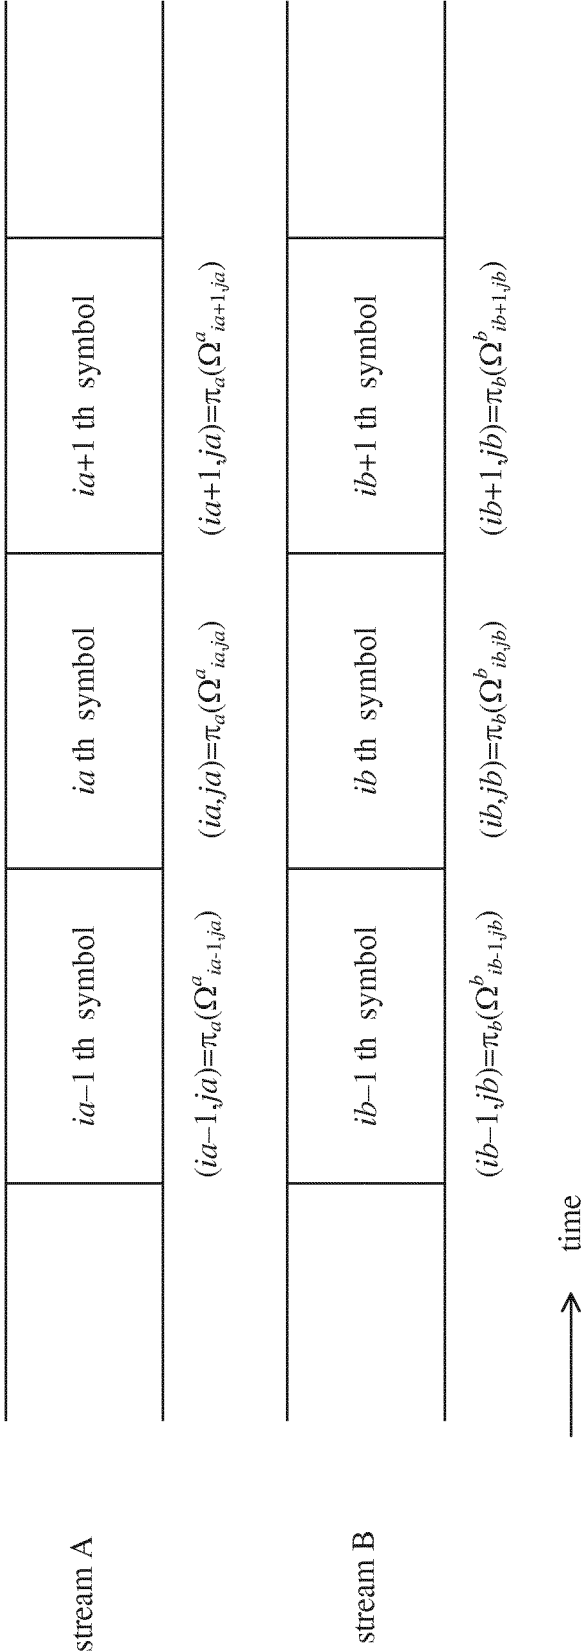 stream A
ia−1 th symbol
ia th symbol
ia+1 th symbol
(ia−1,ja)=πa(Ωᵃia-1,ja)
(ia,ja)=πa(Ωᵃia,ja)
(ia+1,ja)=πa(Ωᵃia+1,ja)
stream B
ib−1 th symbol
ib th symbol
ib+1 th symbol
(ib−1,jb)=πb(Ωᵇib-1,jb)
(ib,jb)=πb(Ωᵇib,jb)
(ib+1,jb)=πb(Ωᵇib+1,jb)
time